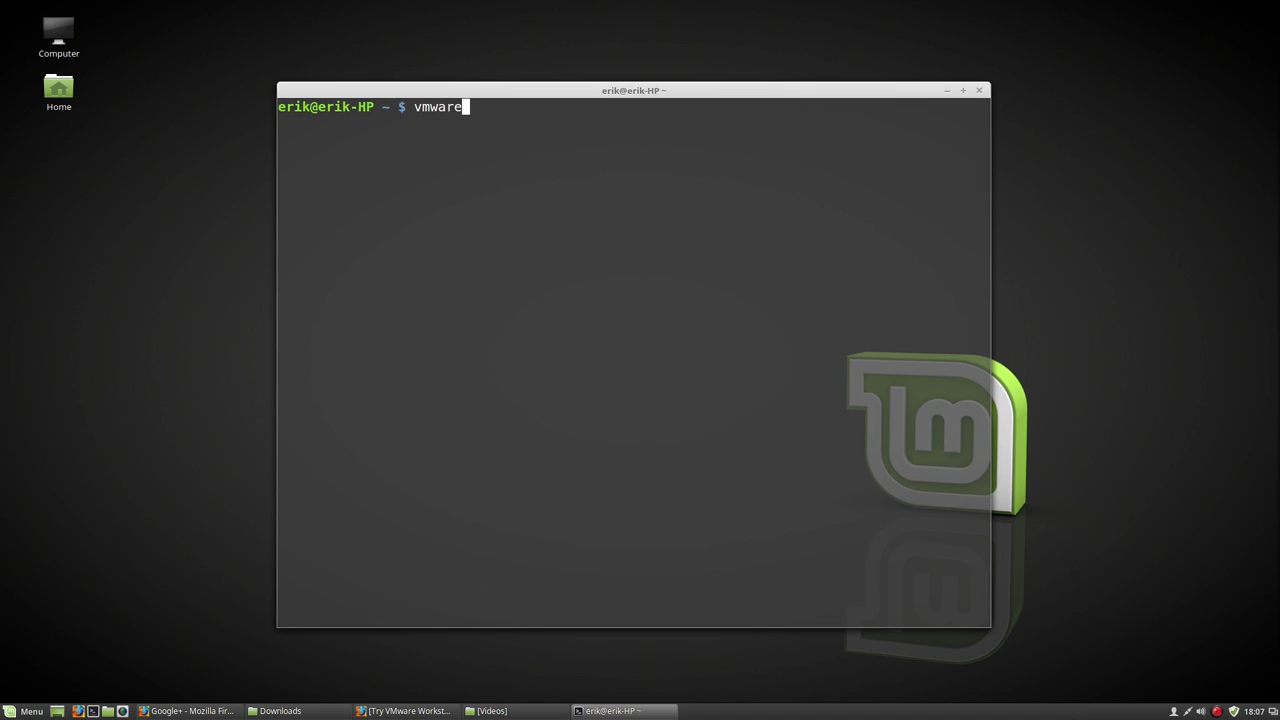 Computer
Home
erik@erik-HP ~
erik@erik-HP ~ $ vmware
lm
Menu
Google+ - Mozilla Fir...
Downloads
[Try VMware Workst...
[Videos]
erik@erik-HP ~
18:07